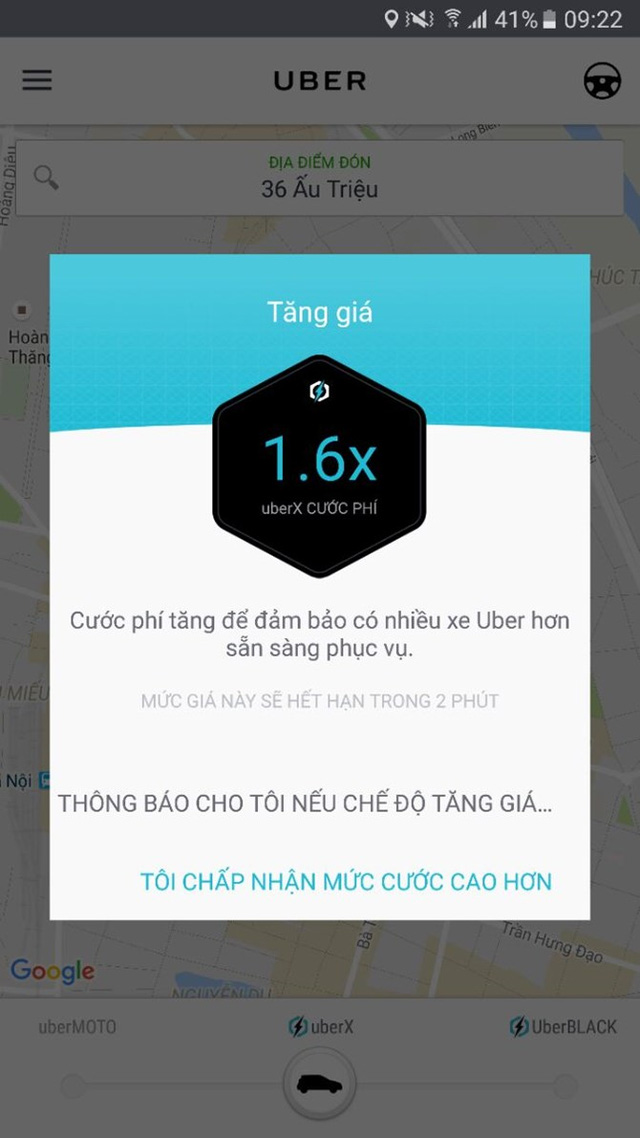 41% 09:22
UBER
Long Biên
Hoàng Diệu
ĐỊA ĐIỂM ĐÓN
36 Ấu Triệu
HÚC T
Tăng giá
Hoàn
Thăng
1.6x
uberX CƯỚC PHÍ
Cước phí tăng để đảm bảo có nhiều xe Uber hơn
sẵn sàng phục vụ.
MIẾU
MỨC GIÁ NÀY SẼ HẾT HẠN TRONG 2 PHÚT
Nội
THÔNG BÁO CHO TÔI NẾU CHẾ ĐỘ TĂNG GIÁ...
TÔI CHẤP NHẬN MỨC CƯỚC CAO HƠN
Bà T
Trần Hưng Đạo
Google
NGUYỄN DU
uberMOTO uberX UberBLACK